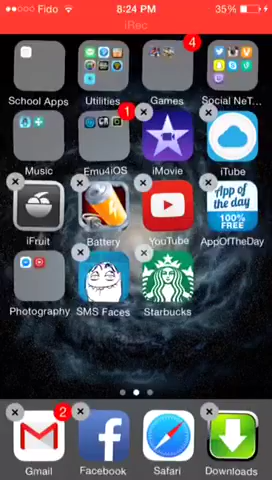 Fido 8:24 PM 35%
iRec
4
School Apps Utilities Games Social NeT...
1
Music Emu4iOS iMovie iTube
App of the day
100% FREE
iFruit Battery YouTube AppOfTheDay
Photography SMS Faces Starbucks
2
Gmail Facebook Safari Downloads